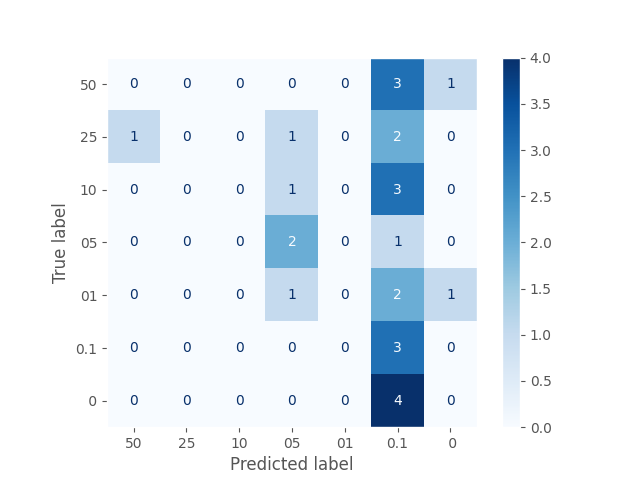 50 0 0 0 0 0 3 1
25 1 0 0 1 0 2 0
10 0 0 0 1 0 3 0
05 0 0 0 2 0 1 0
01 0 0 0 1 0 2 1
0.1 0 0 0 0 0 3 0
0 0 0 0 0 0 4 0
50 25 10 05 01 0.1 0
Predicted label
True label
4.0
3.5
3.0
2.5
2.0
1.5
1.0
0.5
0.0